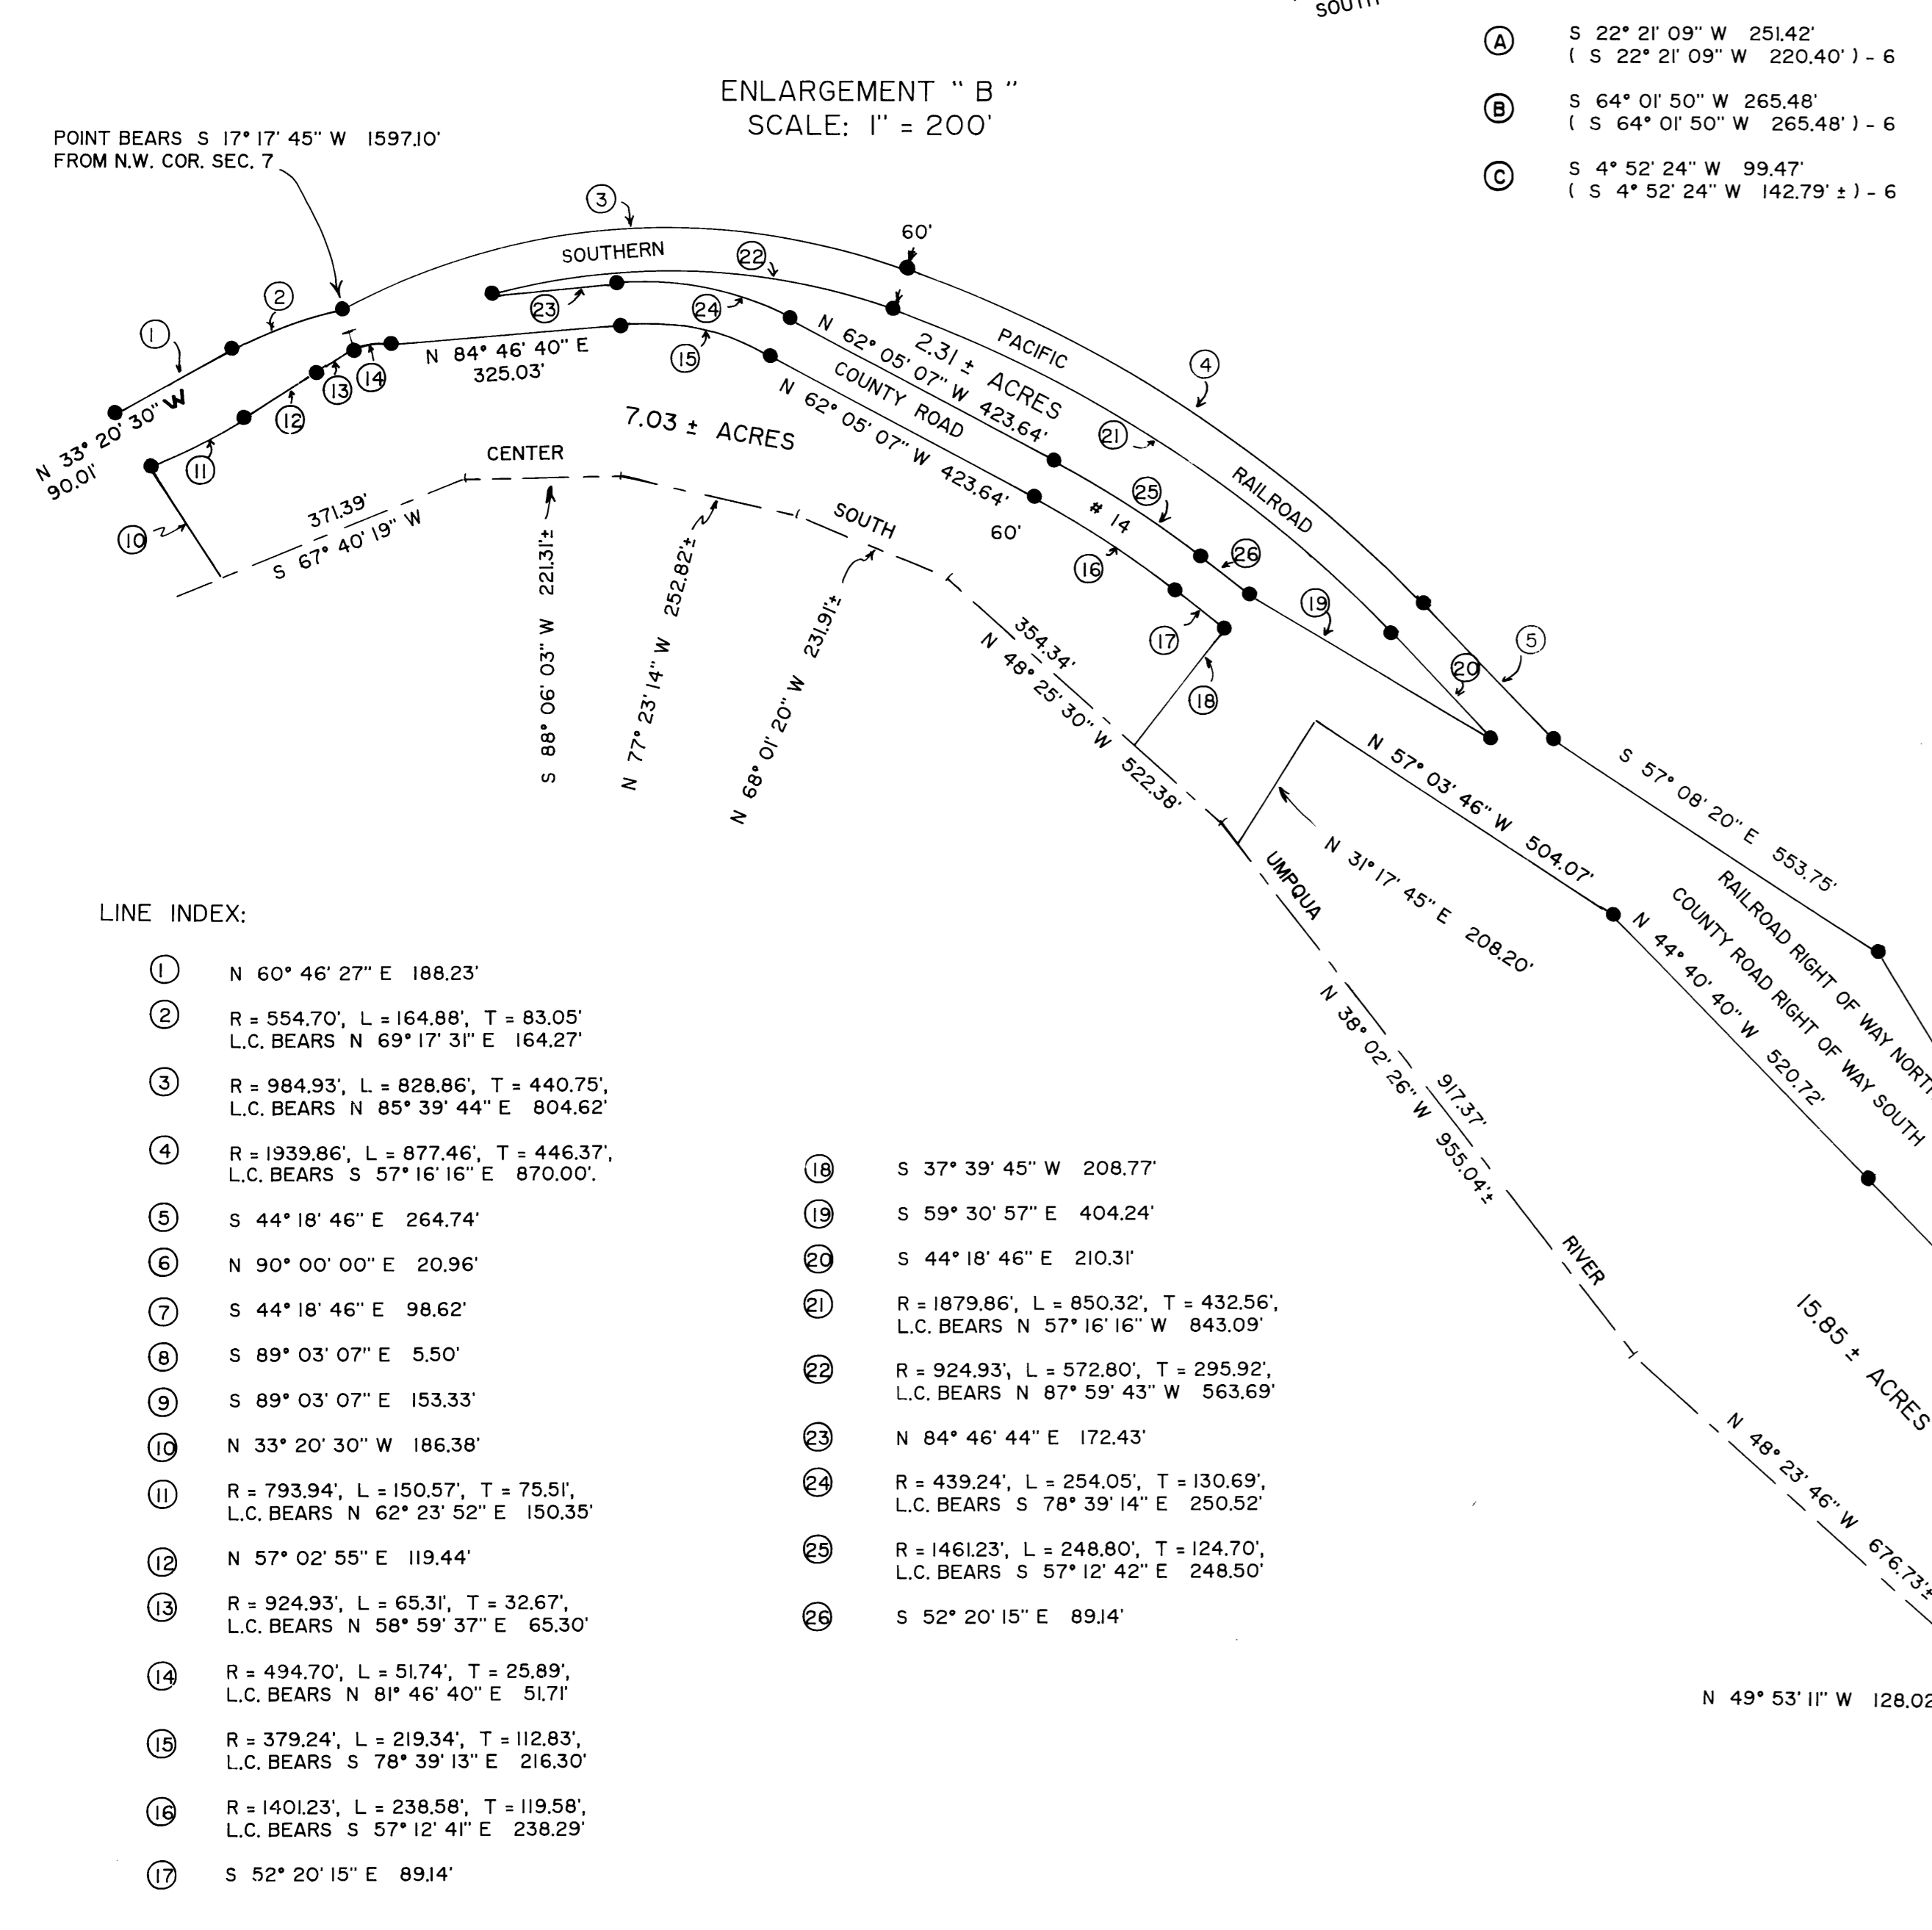 SOUTH
Ⓐ S 22° 21' 09" W 251.42'
( S 22° 21' 09" W 220.40' ) - 6
Ⓑ S 64° 01' 50" W 265.48'
( S 64° 01' 50" W 265.48' ) - 6
Ⓒ S 4° 52' 24" W 99.47'
( S 4° 52' 24" W 142.79' ± ) - 6
ENLARGEMENT " B "
SCALE: 1" = 200'
POINT BEARS S 17° 17' 45" W 1597.10'
FROM N.W. COR. SEC. 7
①
②
③
60'
SOUTHERN
㉒
㉓
㉔
PACIFIC
④
N 33° 20' 30" W
90.01'
⑩
⑪
⑫
⑬
⑭
N 84° 46' 40" E
325.03'
⑮
N 62° 05' 07" W 423.64'
2.31 ± ACRES
COUNTY ROAD
# 14
N 62° 05' 07" W 423.64'
60'
7.03 ± ACRES
㉑
RAILROAD
㉕
㉖
⑯
⑰
⑱
⑲
⑳
⑤
371.39'
S 67° 40' 19" W
CENTER
S 88° 06' 03" W 221.31'±
N 77° 23' 14" W 252.82'±
SOUTH
N 68° 01' 20" W 231.91'±
354.34'
N 48° 25' 30" W 522.38'
N 57° 03' 46" W 504.07'
S 57° 08' 20" E 553.75'
UMPQUA
N 31° 17' 45" E 208.20'
RAILROAD RIGHT OF WAY NORTH
COUNTY ROAD RIGHT OF WAY SOUTH
N 44° 40' 40" W 520.72'
917.37'
N 38° 02' 26" W 955.04'±
RIVER
15.85 ± ACRES
N 48° 23' 46" W 676.73'±
N 49° 53' 11" W 128.02
LINE INDEX:
① N 60° 46' 27" E 188.23'
② R = 554.70', L = 164.88', T = 83.05'
L.C. BEARS N 69° 17' 31" E 164.27'
③ R = 984.93', L = 828.86', T = 440.75',
L.C. BEARS N 85° 39' 44" E 804.62'
④ R = 1939.86', L = 877.46', T = 446.37',
L.C. BEARS S 57° 16' 16" E 870.00'.
⑤ S 44° 18' 46" E 264.74'
⑥ N 90° 00' 00" E 20.96'
⑦ S 44° 18' 46" E 98.62'
⑧ S 89° 03' 07" E 5.50'
⑨ S 89° 03' 07" E 153.33'
⑩ N 33° 20' 30" W 186.38'
⑪ R = 793.94', L = 150.57', T = 75.51',
L.C. BEARS N 62° 23' 52" E 150.35'
⑫ N 57° 02' 55" E 119.44'
⑬ R = 924.93', L = 65.31', T = 32.67',
L.C. BEARS N 58° 59' 37" E 65.30'
⑭ R = 494.70', L = 51.74', T = 25.89',
L.C. BEARS N 81° 46' 40" E 51.71'
⑮ R = 379.24', L = 219.34', T = 112.83',
L.C. BEARS S 78° 39' 13" E 216.30'
⑯ R = 1401.23', L = 238.58', T = 119.58',
L.C. BEARS S 57° 12' 41" E 238.29'
⑰ S 52° 20' 15" E 89.14'
⑱ S 37° 39' 45" W 208.77'
⑲ S 59° 30' 57" E 404.24'
⑳ S 44° 18' 46" E 210.31'
㉑ R = 1879.86', L = 850.32', T = 432.56',
L.C. BEARS N 57° 16' 16" W 843.09'
㉒ R = 924.93', L = 572.80', T = 295.92',
L.C. BEARS N 87° 59' 43" W 563.69'
㉓ N 84° 46' 44" E 172.43'
㉔ R = 439.24', L = 254.05', T = 130.69',
L.C. BEARS S 78° 39' 14" E 250.52'
㉕ R = 1461.23', L = 248.80', T = 124.70',
L.C. BEARS S 57° 12' 42" E 248.50'
㉖ S 52° 20' 15" E 89.14'